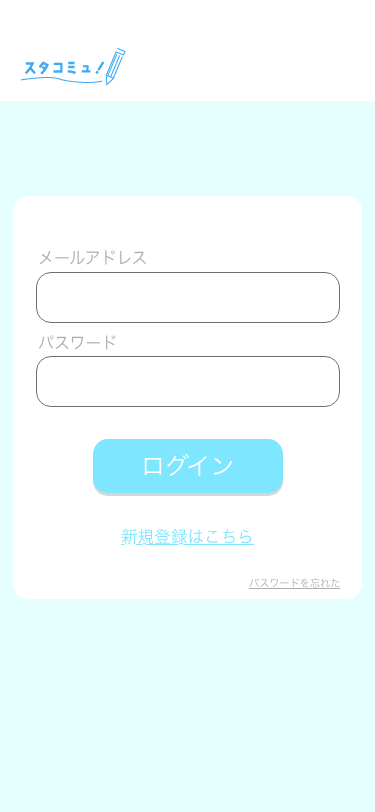 スタコミュ!
メールアドレス
パスワード
ログイン
新規登録はこちら
パスワードを忘れた